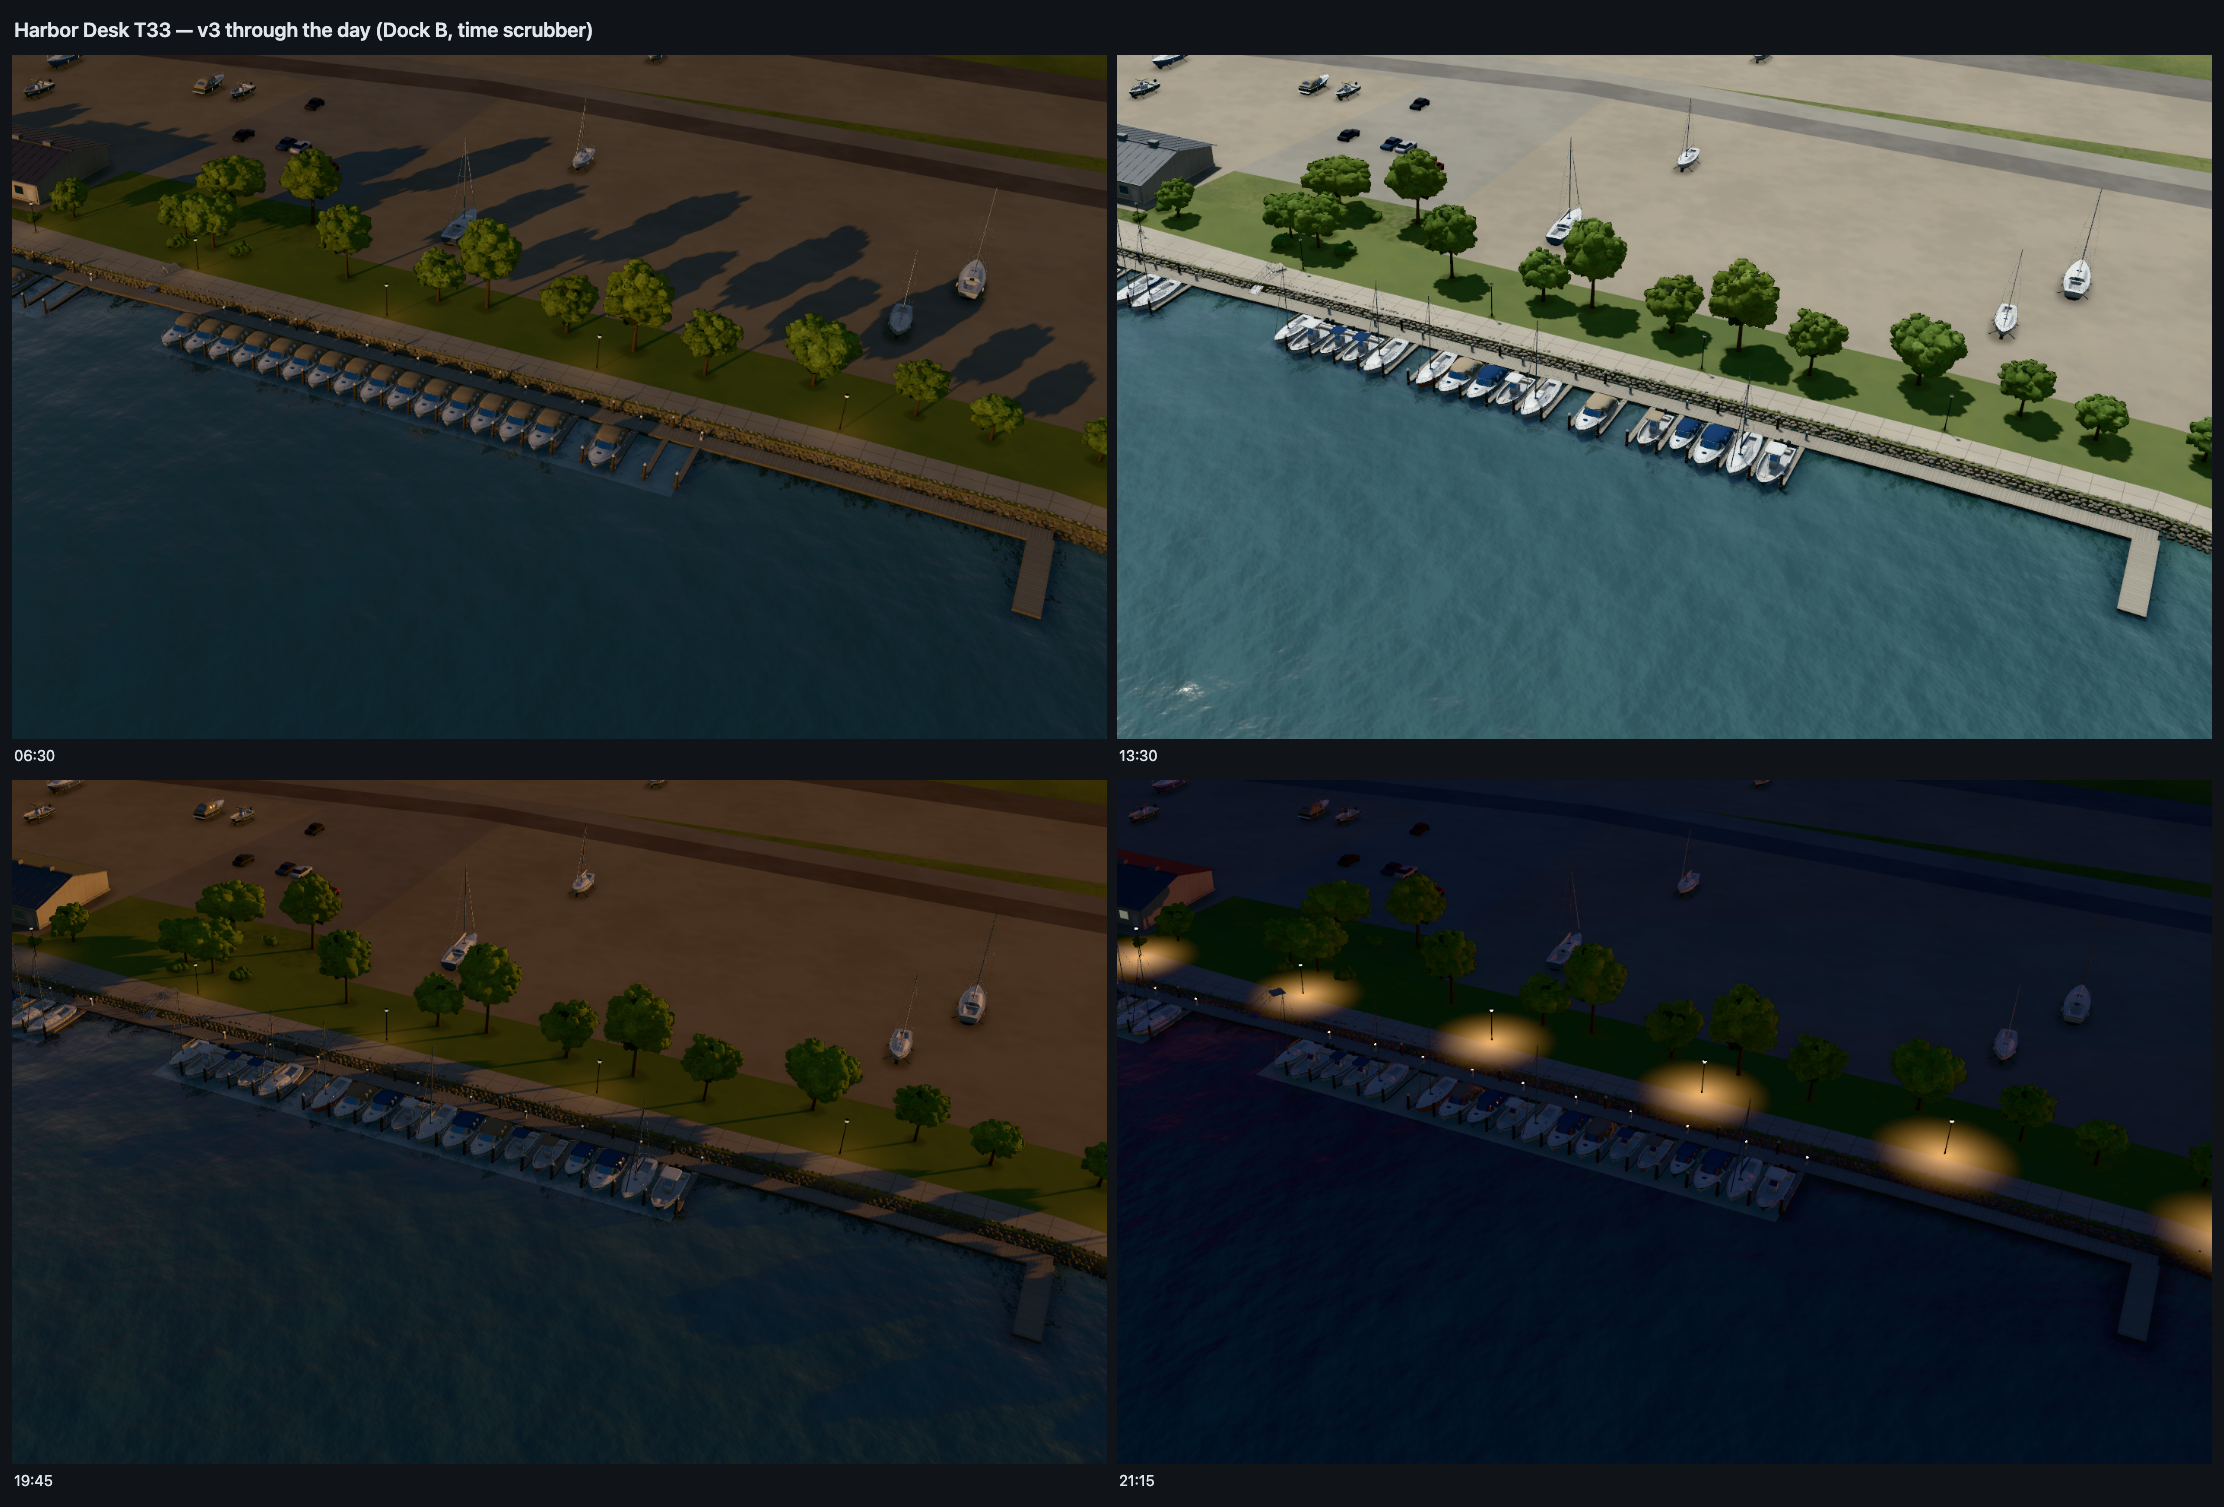 Harbor Desk T33 — v3 through the day (Dock B, time scrubber)
06:30
13:30
19:45
21:15